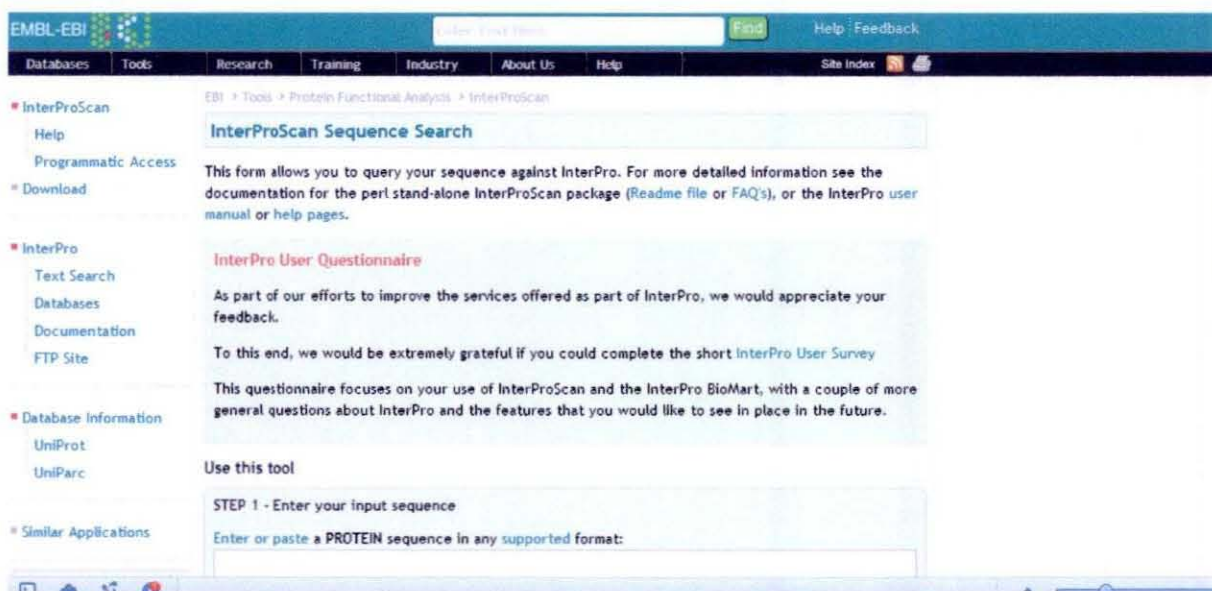 EMBL-EBI
Enter Text Here
Find
Help Feedback
Databases Tools Research Training Industry About Us Help Site Index
InterProScan
Help
Programmatic Access
Download
InterPro
Text Search
Databases
Documentation
FTP Site
Database Information
UniProt
UniParc
Similar Applications
EBI > Tools > Protein Functional Analysis > InterProScan
InterProScan Sequence Search
This form allows you to query your sequence against InterPro. For more detailed information see the
documentation for the perl stand-alone InterProScan package (Readme file or FAQ's), or the InterPro user
manual or help pages.
InterPro User Questionnaire
As part of our efforts to improve the services offered as part of InterPro, we would appreciate your
feedback.
To this end, we would be extremely grateful if you could complete the short InterPro User Survey
This questionnaire focuses on your use of InterProScan and the InterPro BioMart, with a couple of more
general questions about InterPro and the features that you would like to see in place in the future.
Use this tool
STEP 1 - Enter your input sequence
Enter or paste a PROTEIN sequence in any supported format: